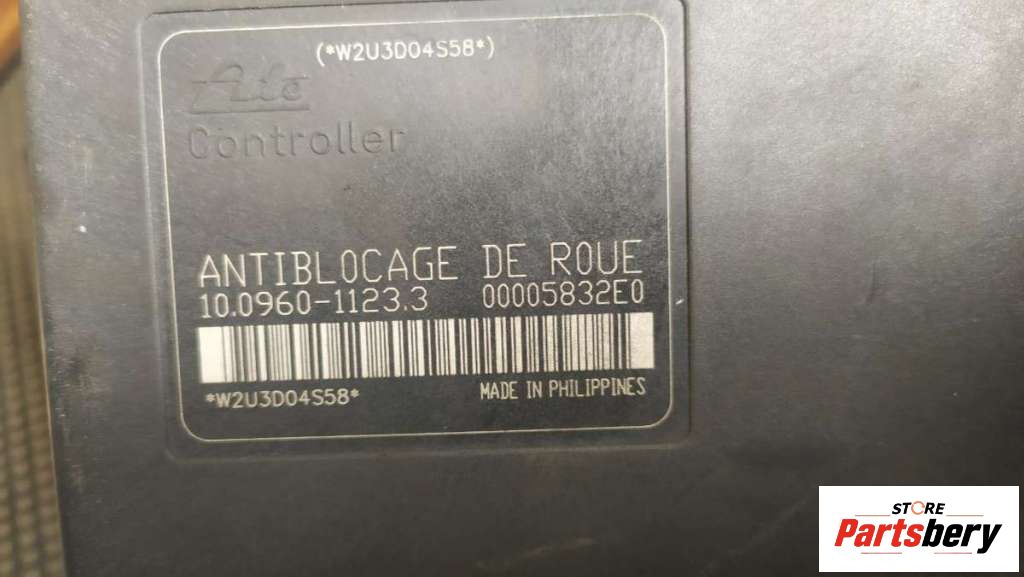 (*W2U3D04S58*)
Ate
Controller
ANTIBLOCAGE DE ROUE
10.0960-1123.3 00005832E0
*W2U3D04S58*
MADE IN PHILIPPINES
STORE
Partsbery